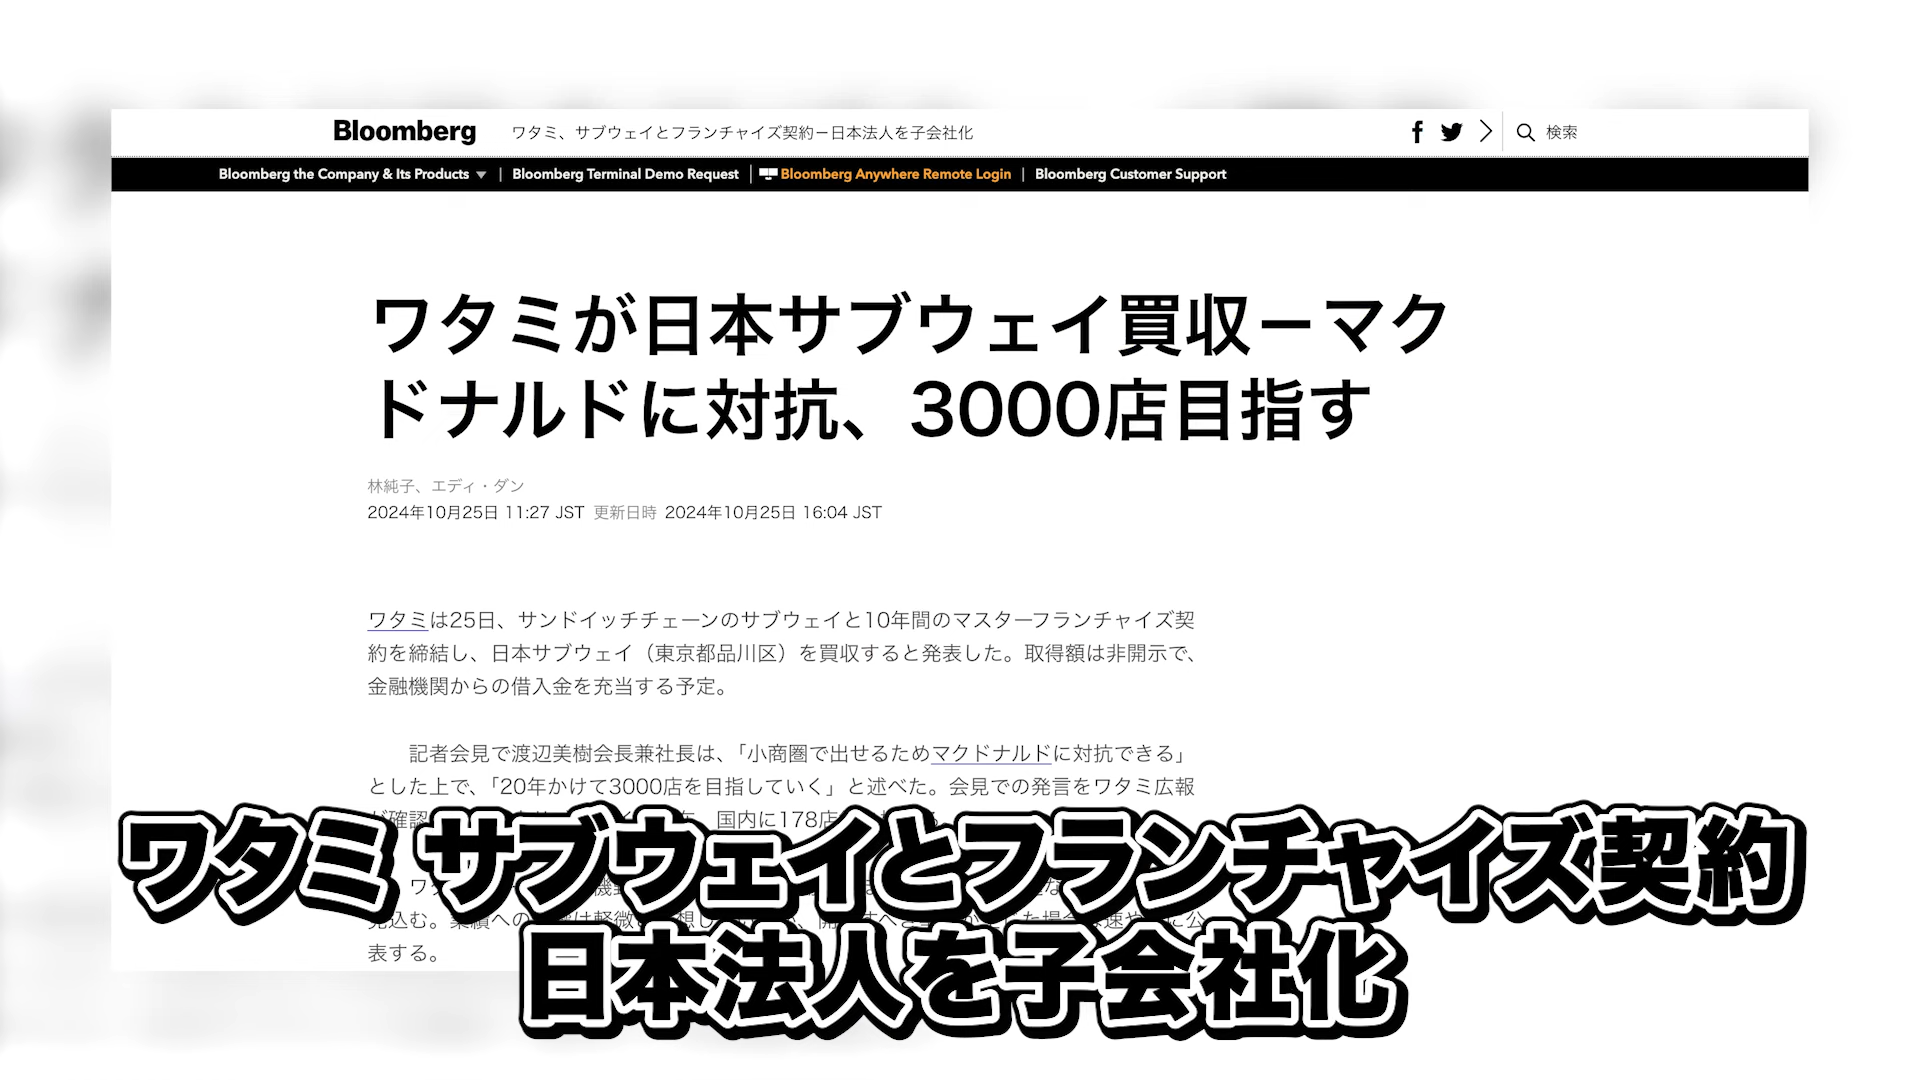 Bloomberg ワタミ、サブウェイとフランチャイズ契約－日本法人を子会社化 検索
Bloomberg the Company & Its Products | Bloomberg Terminal Demo Request | Bloomberg Anywhere Remote Login | Bloomberg Customer Support
ワタミが日本サブウェイ買収－マク
ドナルドに対抗、3000店目指す
林純子、エディ・ダン
2024年10月25日 11:27 JST 更新日時 2024年10月25日 16:04 JST
ワタミは25日、サンドイッチチェーンのサブウェイと10年間のマスターフランチャイズ契
約を締結し、日本サブウェイ（東京都品川区）を買収すると発表した。取得額は非開示で、
金融機関からの借入金を充当する予定。
記者会見で渡辺美樹会長兼社長は、「小商圏で出せるためマクドナルドに対抗できる」
とした上で、「20年かけて3000店を目指していく」と述べた。会見での発言をワタミ広報
が確認 国内に178店
ワタミ サブウェイとフランチャイズ契約
表する。
日本法人を子会社化